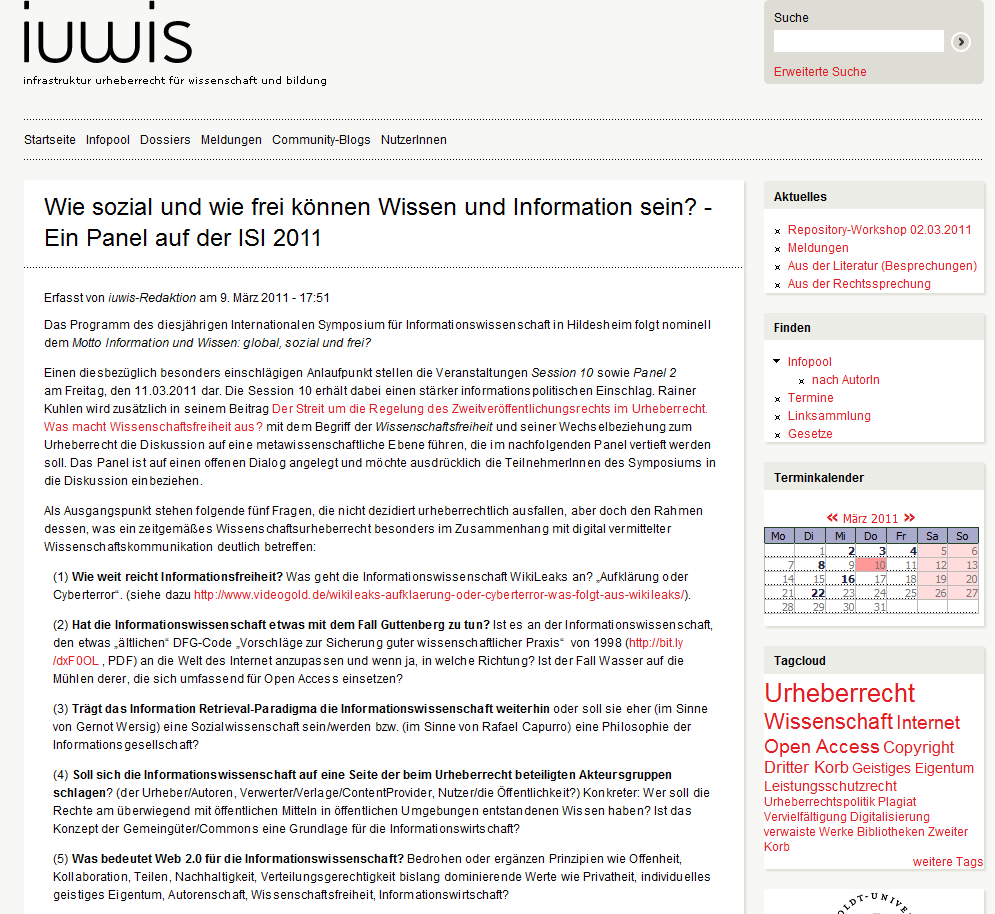 iuwis
infrastruktur urheberrecht für wissenschaft und bildung
Suche
Erweiterte Suche
Startseite Infopool Dossiers Meldungen Community-Blogs NutzerInnen
Wie sozial und wie frei können Wissen und Information sein? -
Ein Panel auf der ISI 2011
Erfasst von iuwis-Redaktion am 9. März 2011 - 17:51
Das Programm des diesjährigen Internationalen Symposium für Informationswissenschaft in Hildesheim folgt nominell
dem Motto Information und Wissen: global, sozial und frei?
Einen diesbezüglich besonders einschlägigen Anlaufpunkt stellen die Veranstaltungen Session 10 sowie Panel 2
am Freitag, den 11.03.2011 dar. Die Session 10 erhält dabei einen stärker informationspolitischen Einschlag. Rainer
Kuhlen wird zusätzlich in seinem Beitrag Der Streit um die Regelung des Zweitveröffentlichungsrechts im Urheberrecht.
Was macht Wissenschaftsfreiheit aus? mit dem Begriff der Wissenschaftsfreiheit und seiner Wechselbeziehung zum
Urheberrecht die Diskussion auf eine metawissenschaftliche Ebene führen, die im nachfolgenden Panel vertieft werden
soll. Das Panel ist auf einen offenen Dialog angelegt und möchte ausdrücklich die TeilnehmerInnen des Symposiums in
die Diskussion einbeziehen.
Als Ausgangspunkt stehen folgende fünf Fragen, die nicht dezidiert urheberrechtlich ausfallen, aber doch den Rahmen
dessen, was ein zeitgemäßes Wissenschaftsurheberrecht besonders im Zusammenhang mit digital vermittelter
Wissenschaftskommunikation deutlich betreffen:
(1) Wie weit reicht Informationsfreiheit? Was geht die Informationswissenschaft WikiLeaks an? „Aufklärung oder
Cyberterror“. (siehe dazu http://www.videogold.de/wikileaks-aufklaerung-oder-cyberterror-was-folgt-aus-wikileaks/).
(2) Hat die Informationswissenschaft etwas mit dem Fall Guttenberg zu tun? Ist es an der Informationswissenschaft,
den etwas „ältlichen“ DFG-Code „Vorschläge zur Sicherung guter wissenschaftlicher Praxis“ von 1998 (http://bit.ly
/dxF0OL , PDF) an die Welt des Internet anzupassen und wenn ja, in welche Richtung? Ist der Fall Wasser auf die
Mühlen derer, die sich umfassend für Open Access einsetzen?
(3) Trägt das Information Retrieval-Paradigma die Informationswissenschaft weiterhin oder soll sie eher (im Sinne
von Gernot Wersig) eine Sozialwissenschaft sein/werden bzw. (im Sinne von Rafael Capurro) eine Philosophie der
Informationsgesellschaft?
(4) Soll sich die Informationswissenschaft auf eine Seite der beim Urheberrecht beteiligten Akteursgruppen
schlagen? (der Urheber/Autoren, Verwerter/Verlage/ContentProvider, Nutzer/die Öffentlichkeit?) Konkreter: Wer soll die
Rechte am überwiegend mit öffentlichen Mitteln in öffentlichen Umgebungen entstandenen Wissen haben? Ist das
Konzept der Gemeingüter/Commons eine Grundlage für die Informationswirtschaft?
(5) Was bedeutet Web 2.0 für die Informationswissenschaft? Bedrohen oder ergänzen Prinzipien wie Offenheit,
Kollaboration, Teilen, Nachhaltigkeit, Verteilungsgerechtigkeit bislang dominierende Werte wie Privatheit, individuelles
geistiges Eigentum, Autorenschaft, Wissenschaftsfreiheit, Informationswirtschaft?
Aktuelles
Repository-Workshop 02.03.2011
Meldungen
Aus der Literatur (Besprechungen)
Aus der Rechtssprechung
Finden
Infopool
nach AutorIn
Termine
Linksammlung
Gesetze
Terminkalender
« März 2011 »
Mo Di Mi Do Fr Sa So
1 2 3 4 5 6
7 8 9 10 11 12 13
14 15 16 17 18 19 20
21 22 23 24 25 26 27
28 29 30 31
Tagcloud
Urheberrecht
Wissenschaft Internet
Open Access Copyright
Dritter Korb Geistiges Eigentum
Leistungsschutzrecht
Urheberrechtspolitik Plagiat
Vervielfältigung Digitalisierung
verwaiste Werke Bibliotheken Zweiter
Korb
weitere Tags